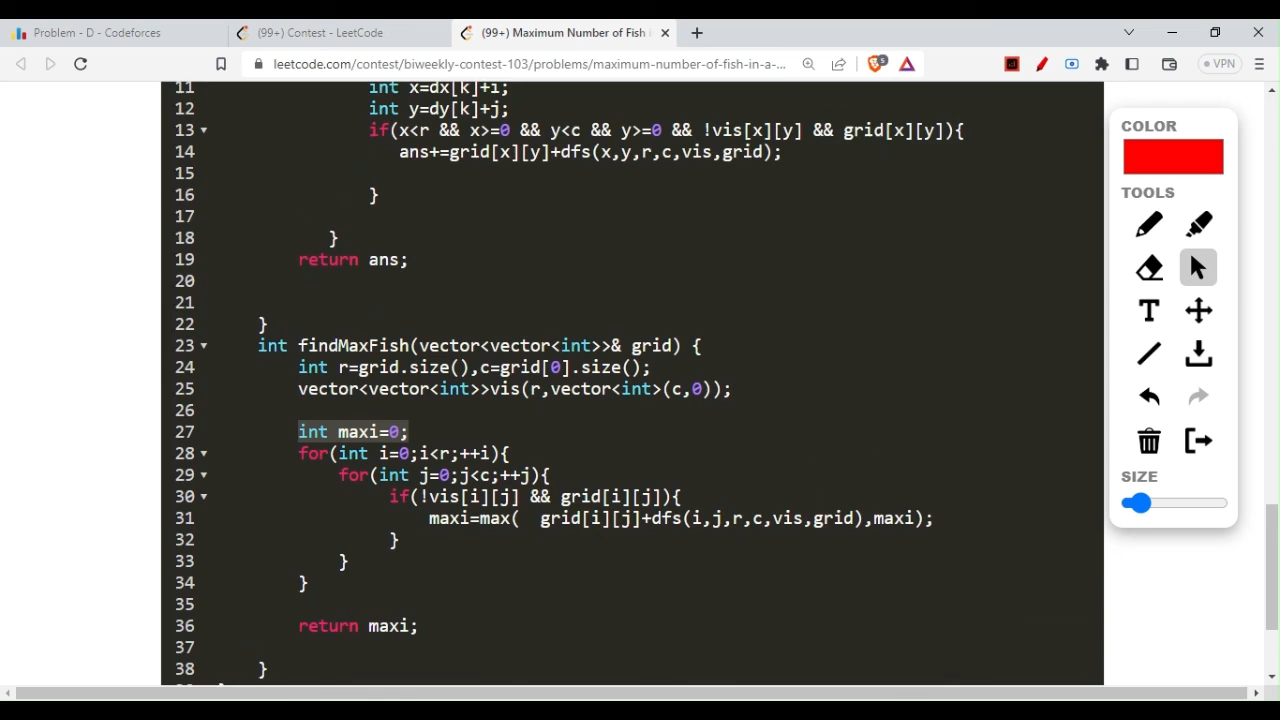 Problem - D - Codeforces
(99+) Contest - LeetCode
(99+) Maximum Number of Fish
leetcode.com/contest/biweekly-contest-103/problems/maximum-number-of-fish-in-a-...
5
VPN
11 int x=dx[k]+i;
12 int y=dy[k]+j;
13 if(x<r && x>=0 && y<c && y>=0 && !vis[x][y] && grid[x][y]){
14 ans+=grid[x][y]+dfs(x,y,r,c,vis,grid);
15
16 }
17
18 }
19 return ans;
20
21
22 }
23 int findMaxFish(vector<vector<int>>& grid) {
24 int r=grid.size(),c=grid[0].size();
25 vector<vector<int>>vis(r,vector<int>(c,0));
26
27 int maxi=0;
28 for(int i=0;i<r;++i){
29 for(int j=0;j<c;++j){
30 if(!vis[i][j] && grid[i][j]){
31 maxi=max(  grid[i][j]+dfs(i,j,r,c,vis,grid),maxi);
32 }
33 }
34 }
35
36 return maxi;
37
38 }
COLOR
TOOLS
T
SIZE